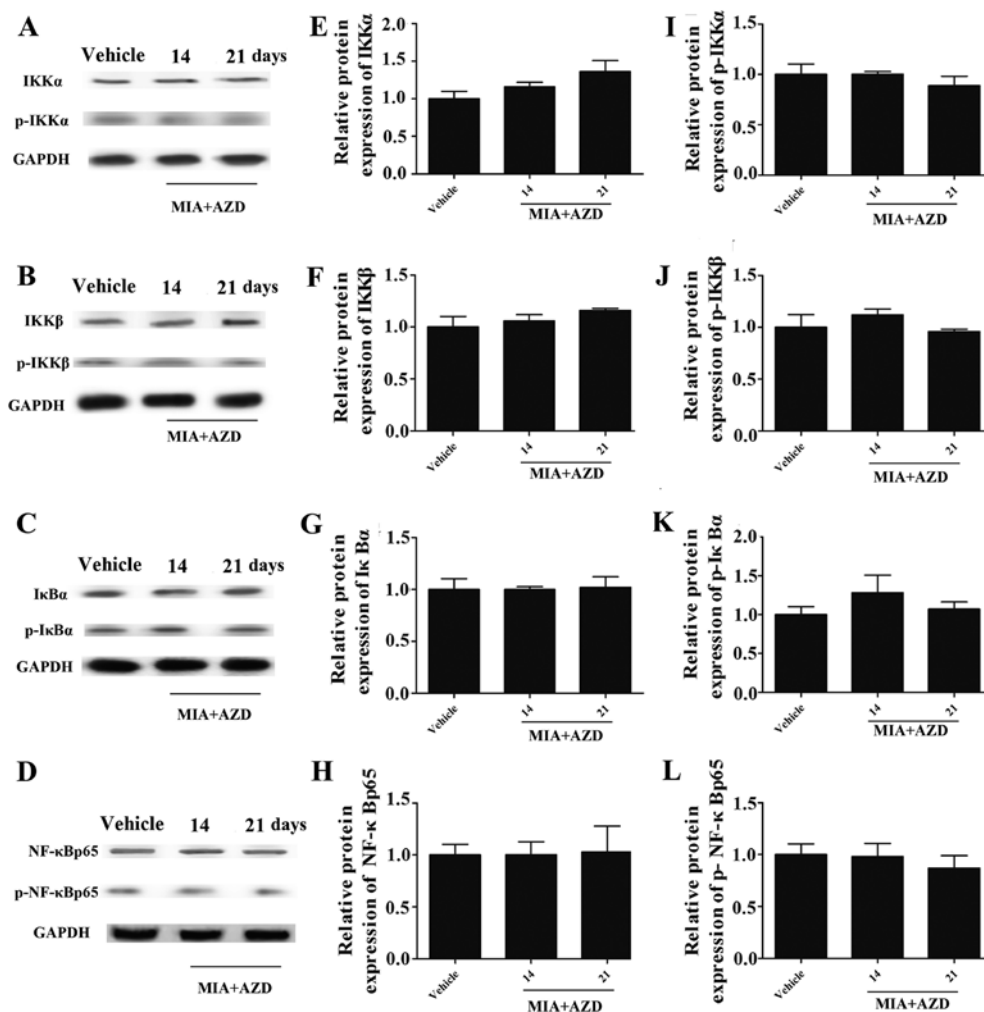 A
Vehicle 14 21 days
IKKα
p-IKKα
GAPDH
MIA+AZD
E
Relative protein
expression of IKKα
2.0
1.5
1.0
0.5
0.0
Vehicle
14
21
MIA+AZD
I
Relative protein
expression of p-IKKα
1.5
1.0
0.5
0.0
Vehicle
14
21
MIA+AZD
B
Vehicle 14 21 days
IKKβ
p-IKKβ
GAPDH
MIA+AZD
F
Relative protein
expression of IKKβ
1.5
1.0
0.5
0.0
Vehicle
14
21
MIA+AZD
J
Relative protein
expression of p-IKKβ
1.5
1.0
0.5
0.0
Vehicle
14
21
MIA+AZD
C
Vehicle 14 21 days
IκBα
p-IκBα
GAPDH
MIA+AZD
G
Relative protein
expression of Iκ Bα
1.5
1.0
0.5
0.0
Vehicle
14
21
MIA+AZD
K
Relative protein
expression of p-Iκ Bα
2.0
1.5
1.0
0.5
0.0
Vehicle
14
21
MIA+AZD
D
Vehicle 14 21 days
NF-κBp65
p-NF-κBp65
GAPDH
MIA+AZD
H
Relative protein
expression of NF-κ Bp65
1.5
1.0
0.5
0.0
Vehicle
14
21
MIA+AZD
L
Relative protein
expression of p- NF-κ Bp65
1.5
1.0
0.5
0.0
Vehicle
14
21
MIA+AZD